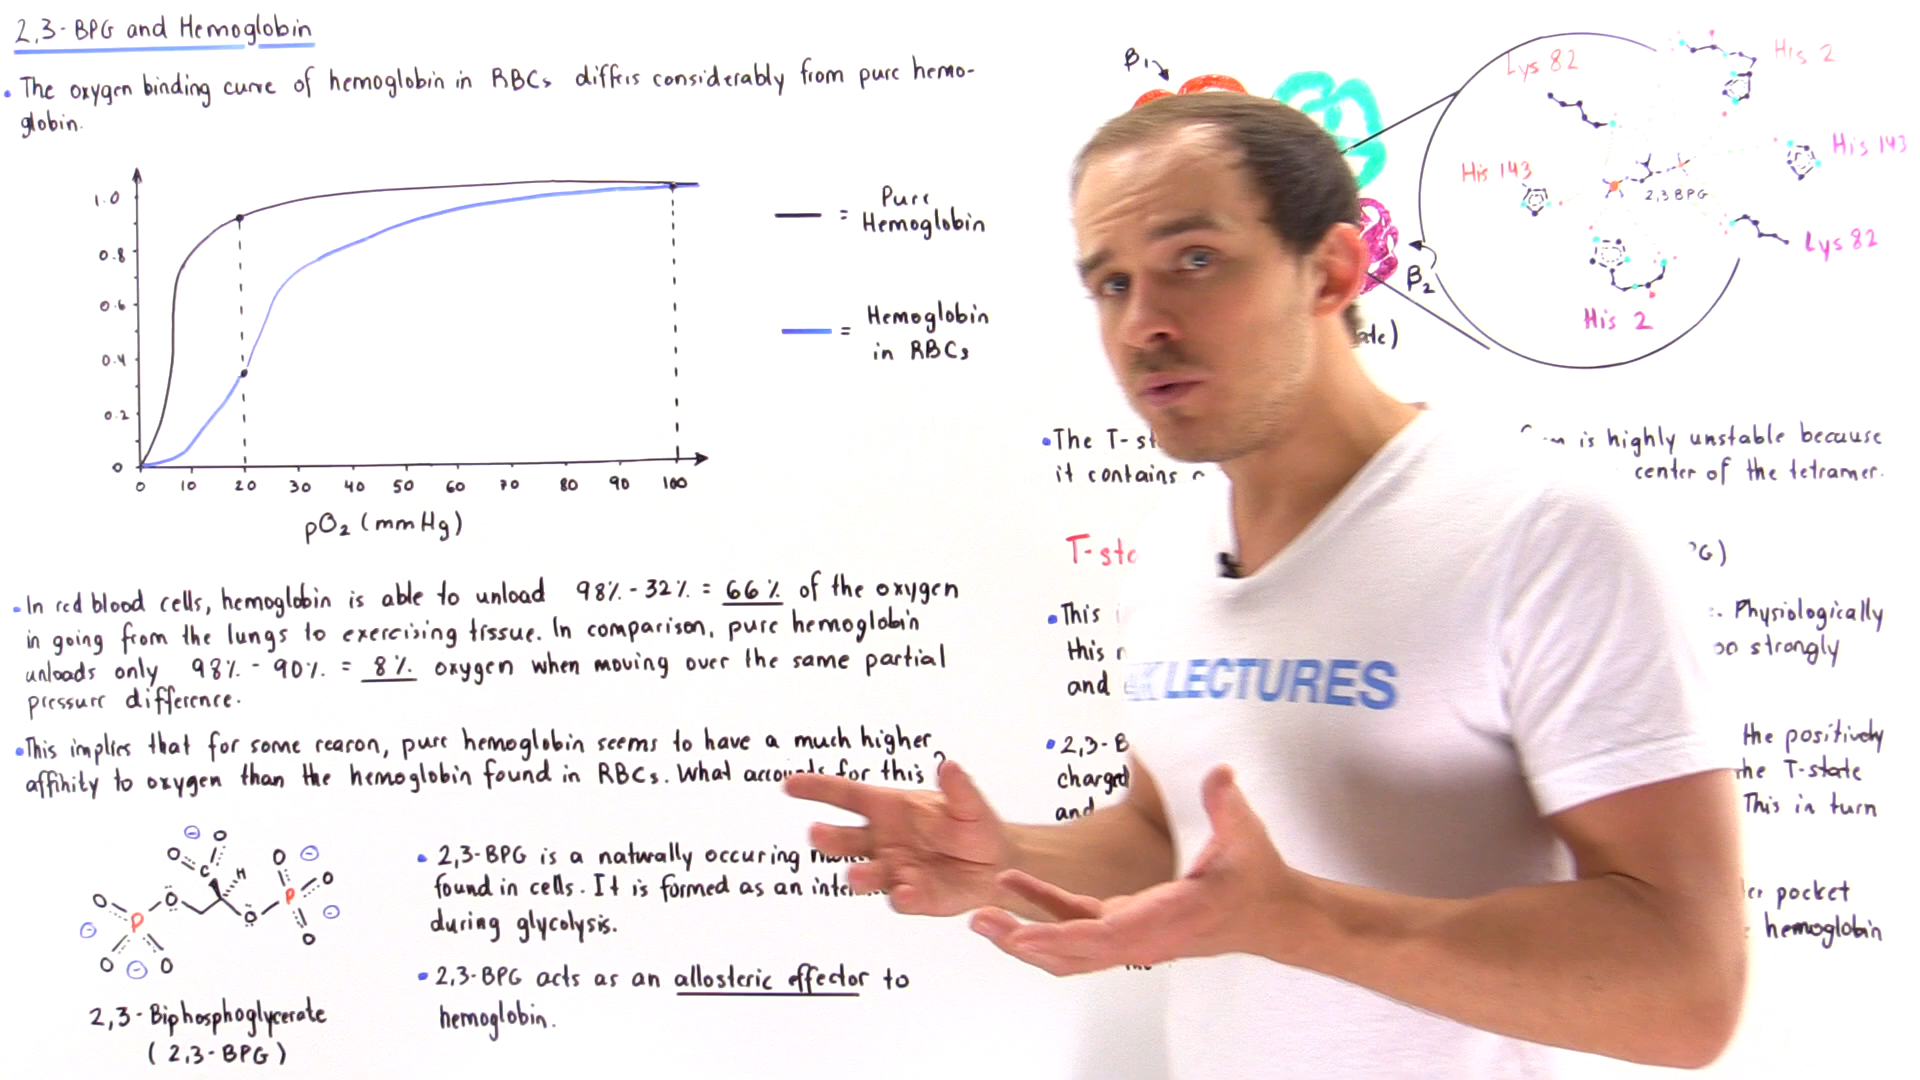 2,3-BPG and Hemoglobin
• The oxygen binding curve of hemoglobin in RBCs differs considerably from pure hemo-
globin.
1.0
0.8
0.6
0.4
0.2
0
0 10 20 30 40 50 60 70 80 90 100
pO2 (mmHg)
= Pure
Hemoglobin
= Hemoglobin
in RBCs
• In red blood cells, hemoglobin is able to unload 98% - 32% = 66% of the oxygen
in going from the lungs to exercising tissue. In comparison, pure hemoglobin
unloads only 98% - 90% = 8% oxygen when moving over the same partial
pressure difference.
• This implies that for some reason, pure hemoglobin seems to have a much higher
affinity to oxygen than the hemoglobin found in RBCs. What accounts for this?
O
O
C
H
O
O
O
O
P
O
O
O
P
O
O
2,3-Biphosphoglycerate
(2,3-BPG)
• 2,3-BPG is a naturally occuring
found in cells. It is formed as an
during glycolysis.
• 2,3-BPG acts as an allosteric effector to
hemoglobin.
β1
β2
Lys 82
His 2
His 143
His 143
2,3 BPG
Lys 82
His 2
• The is highly unstable because
it contains center of the tetramer.
• This Physiologically
this strongly
and
• the positively
charged T-state
and This in turn
pocket
hemoglobin
LECTURES